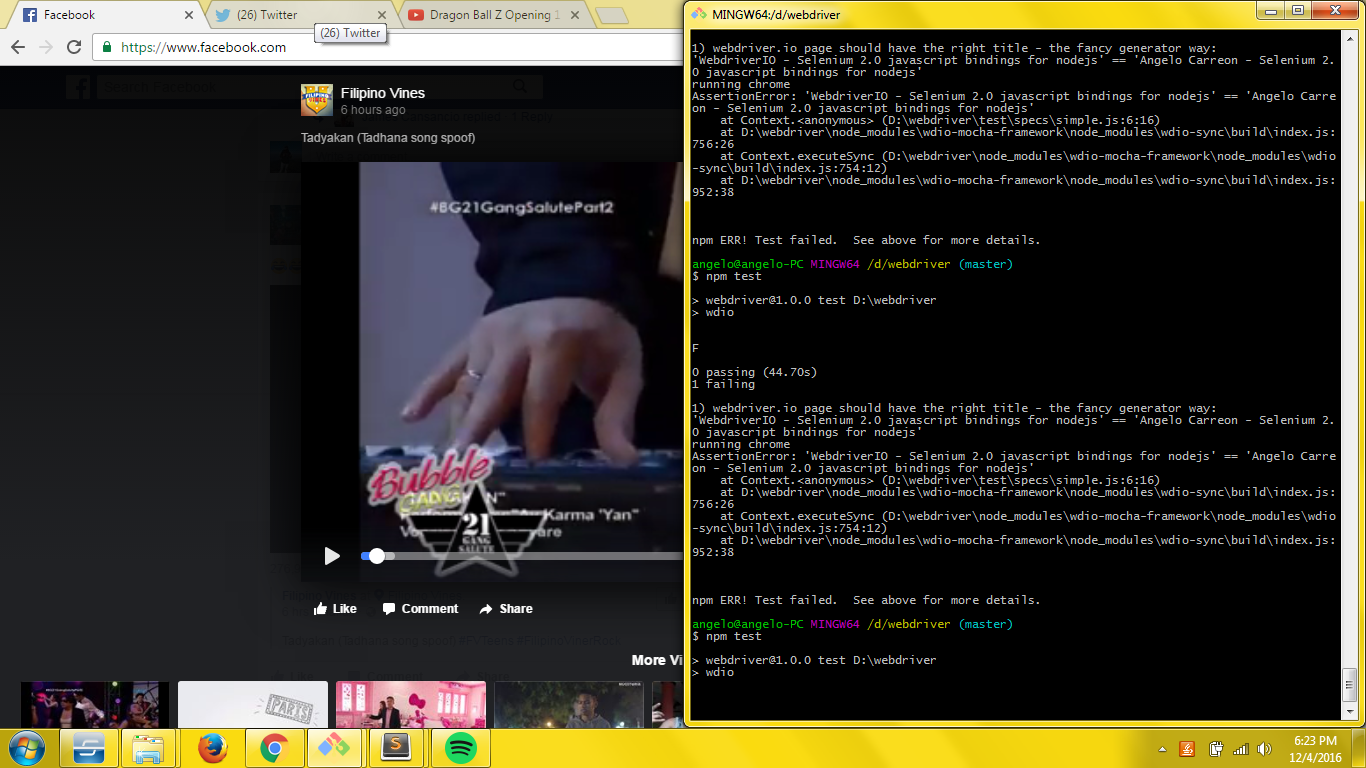 Facebook
(26) Twitter
Dragon Ball Z Opening 1
MINGW64:/d/webdriver
(26) Twitter
https://www.facebook.com
Search Facebook
Filipino Vines
6 hours ago
Tadyakan (Tadhana song spoof)
#BG21GangSalutePart2
Bubble
Karma "Yan"
21
GANG
SALUTE
Like
Comment
Share
More Vi
PARIS
1) webdriver.io page should have the right title - the fancy generator way:
'WebdriverIO - Selenium 2.0 javascript bindings for nodejs' == 'Angelo Carreon - Selenium 2.
0 javascript bindings for nodejs'
running chrome
AssertionError: 'WebdriverIO - Selenium 2.0 javascript bindings for nodejs' == 'Angelo Carre
on - Selenium 2.0 javascript bindings for nodejs'
at Context.<anonymous> (D:\webdriver\test\specs\simple.js:6:16)
at D:\webdriver\node_modules\wdio-mocha-framework\node_modules\wdio-sync\build\index.js:
756:26
at Context.executeSync (D:\webdriver\node_modules\wdio-mocha-framework\node_modules\wdio
-sync\build\index.js:754:12)
at D:\webdriver\node_modules\wdio-mocha-framework\node_modules\wdio-sync\build\index.js:
952:38
npm ERR! Test failed.  See above for more details.
angelo@angelo-PC MINGW64 /d/webdriver (master)
$ npm test
> webdriver@1.0.0 test D:\webdriver
> wdio
F
0 passing (44.70s)
1 failing
1) webdriver.io page should have the right title - the fancy generator way:
'WebdriverIO - Selenium 2.0 javascript bindings for nodejs' == 'Angelo Carreon - Selenium 2.
0 javascript bindings for nodejs'
running chrome
AssertionError: 'WebdriverIO - Selenium 2.0 javascript bindings for nodejs' == 'Angelo Carre
on - Selenium 2.0 javascript bindings for nodejs'
at Context.<anonymous> (D:\webdriver\test\specs\simple.js:6:16)
at D:\webdriver\node_modules\wdio-mocha-framework\node_modules\wdio-sync\build\index.js:
756:26
at Context.executeSync (D:\webdriver\node_modules\wdio-mocha-framework\node_modules\wdio
-sync\build\index.js:754:12)
at D:\webdriver\node_modules\wdio-mocha-framework\node_modules\wdio-sync\build\index.js:
952:38
npm ERR! Test failed.  See above for more details.
angelo@angelo-PC MINGW64 /d/webdriver (master)
$ npm test
> webdriver@1.0.0 test D:\webdriver
> wdio
6:23 PM
12/4/2016